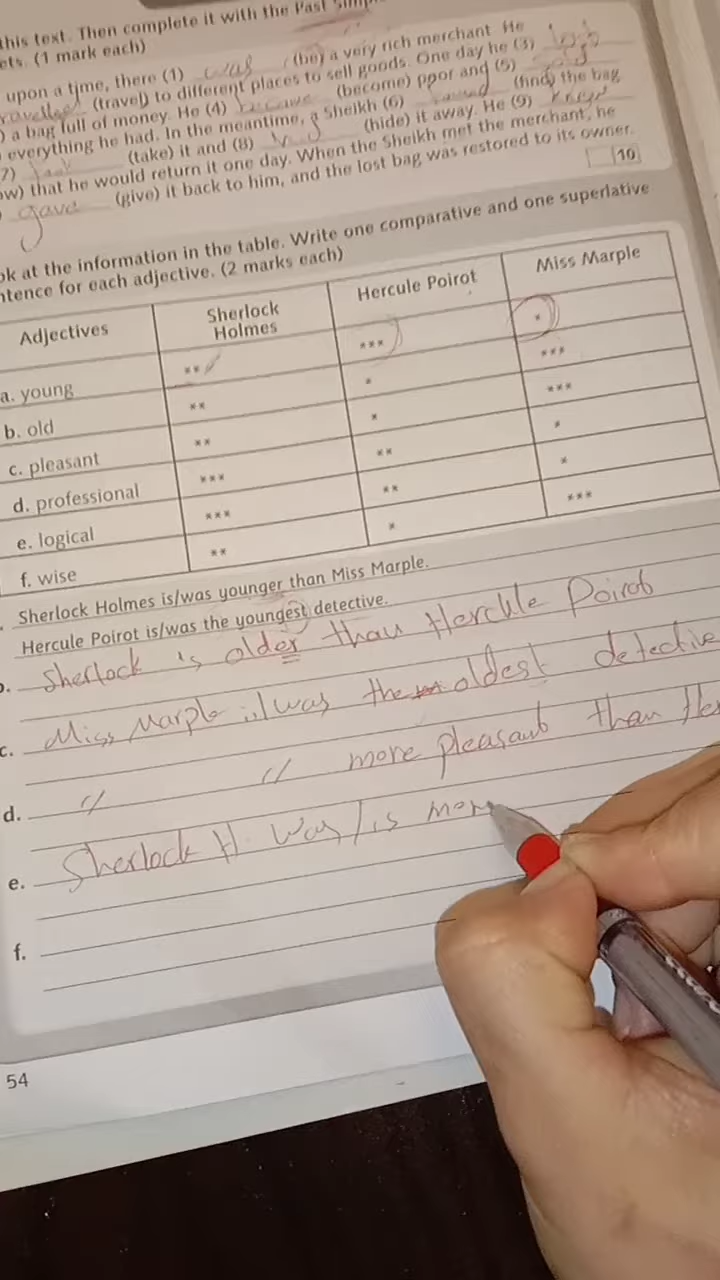 this text. Then complete it with the Past Simp
ets. (1 mark each)
upon a time, there (1) was (be) a very rich merchant. He
travelled (travel) to different places to sell goods. One day he (3)
) a bag full of money. He (4) became (become) poor and (5)
everything he had. In the meantime, a Sheikh (6) (find) the bag
7) (take) it and (8) (hide) it away. He (9) knew
ow) that he would return it one day. When the Sheikh met the merchant, he
gave (give) it back to him, and the lost bag was restored to its owner.
10
ok at the information in the table. Write one comparative and one superlative
ntence for each adjective. (2 marks each)
Adjectives Sherlock Holmes Hercule Poirot Miss Marple
a. young ** *** *
b. old ** * ***
c. pleasant ** * ***
d. professional *** ** *
e. logical *** ** *
f. wise ** * ***
Sherlock Holmes is/was younger than Miss Marple.
Hercule Poirot is/was the youngest detective.
b. Sherlock is older than Hercule Poirot
Miss Marple is/was the oldest detective
c. // // more pleasant than He
d. Sherlock H. was/is mor
e.
f.
54